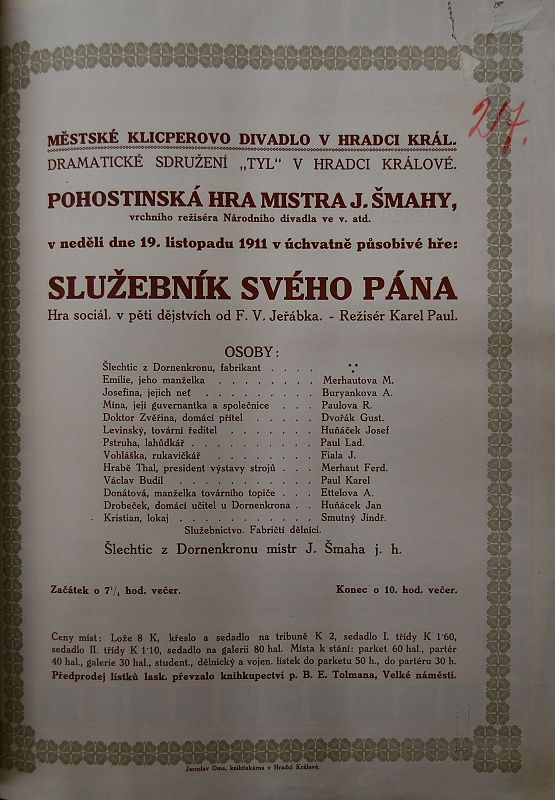 217.
MĚSTSKÉ KLICPEROVO DIVADLO V HRADCI KRÁL.
DRAMATICKÉ SDRUŽENÍ „TYL" V HRADCI KRÁLOVÉ.
POHOSTINSKÁ HRA MISTRA J. ŠMAHY,
vrchního režiséra Národního divadla ve v. atd.
v neděli dne 19. listopadu 1911 v úchvatně působivé hře:
SLUŽEBNÍK SVÉHO PÁNA
Hra sociál. v pěti dějstvích od F. V. Jeřábka. - Režisér Karel Paul.
OSOBY:
Šlechtic z Dornenkronu, fabrikant . . . . ***
Emilie, jeho manželka . . . . . . . . Merhautova M.
Josefina, jejich neť . . . . . . . . . Buryankova A.
Mína, její guvernantka a společnice . . . Paulova R.
Doktor Zvěřina, domácí přítel . . . . . Dvořák Gust.
Levinský, tovární ředitel . . . . . . . Huňáček Josef
Pstruha, lahůdkář . . . . . . . . . . Paul Lad.
Vohláška, rukavičkář . . . . . . . . Fiala J.
Hrabě Thal, president výstavy strojů . . . Merhaut Ferd.
Václav Budil . . . . . . . . . . . Paul Karel
Donátová, manželka továrního topiče . . . Ettelova A.
Drobeček, domácí učitel u Dornenkrona . . Huňácek Jan
Kristian, lokaj . . . . . . . . . . . Smutný Jindř.
Služebnictvo. Fabričtí dělníci.
Šlechtic z Dornenkronu mistr J. Šmaha j. h.
Začátek o 7¼ hod. večer. Konec o 10. hod. večer.
Ceny míst: Lože 8 K, křeslo a sedadlo na tribuně K 2, sedadlo I. třídy K 1·60,
sedadlo II. třídy K 1·10, sedadlo na galerii 80 hal. Místa k stání: parket 60 hal., partěr
40 hal., galerie 30 hal., student., dělnický a vojen. lístek do parketu 50 h., do partéru 30 h.
Předprodej lístků lask. převzalo knihkupectví p. B. E. Tolmana, Velké náměstí.
Jaroslav Oma, knihtiskárna v Hradci Králové.